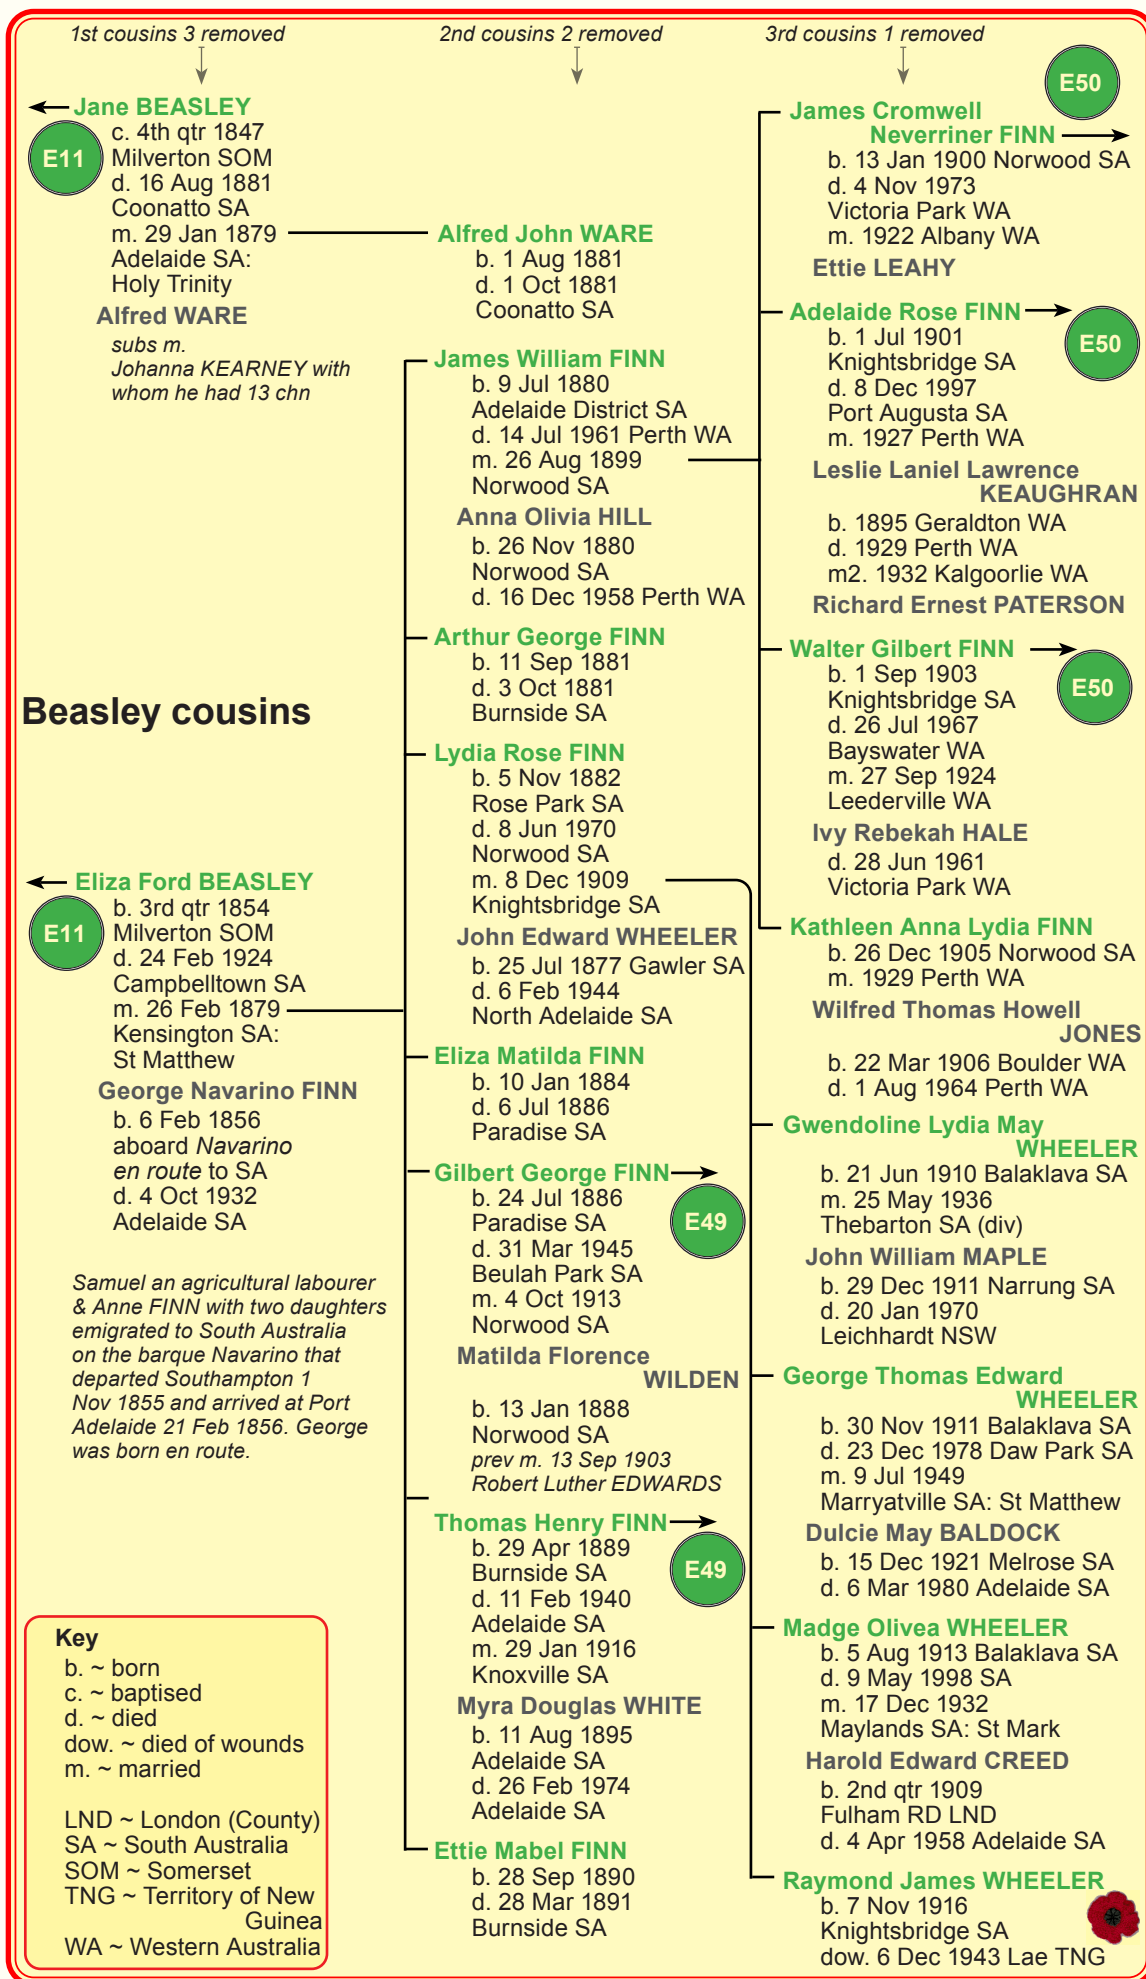 1st cousins 3 removed
2nd cousins 2 removed
3rd cousins 1 removed
Jane BEASLEY
E11
c. 4th qtr 1847
Milverton SOM
d. 16 Aug 1881
Coonatto SA
m. 29 Jan 1879
Adelaide SA:
Holy Trinity
Alfred WARE
subs m.
Johanna KEARNEY with
whom he had 13 chn
Beasley cousins
Eliza Ford BEASLEY
E11
b. 3rd qtr 1854
Milverton SOM
d. 24 Feb 1924
Campbelltown SA
m. 26 Feb 1879
Kensington SA:
St Matthew
George Navarino FINN
b. 6 Feb 1856
aboard Navarino
en route to SA
d. 4 Oct 1932
Adelaide SA
Samuel an agricultural labourer
& Anne FINN with two daughters
emigrated to South Australia
on the barque Navarino that
departed Southampton 1
Nov 1855 and arrived at Port
Adelaide 21 Feb 1856. George
was born en route.
Key
b. ~ born
c. ~ baptised
d. ~ died
dow. ~ died of wounds
m. ~ married
LND ~ London (County)
SA ~ South Australia
SOM ~ Somerset
TNG ~ Territory of New
Guinea
WA ~ Western Australia
Alfred John WARE
b. 1 Aug 1881
d. 1 Oct 1881
Coonatto SA
James William FINN
b. 9 Jul 1880
Adelaide District SA
d. 14 Jul 1961 Perth WA
m. 26 Aug 1899
Norwood SA
Anna Olivia HILL
b. 26 Nov 1880
Norwood SA
d. 16 Dec 1958 Perth WA
Arthur George FINN
b. 11 Sep 1881
d. 3 Oct 1881
Burnside SA
Lydia Rose FINN
b. 5 Nov 1882
Rose Park SA
d. 8 Jun 1970
Norwood SA
m. 8 Dec 1909
Knightsbridge SA
John Edward WHEELER
b. 25 Jul 1877 Gawler SA
d. 6 Feb 1944
North Adelaide SA
Eliza Matilda FINN
b. 10 Jan 1884
d. 6 Jul 1886
Paradise SA
Gilbert George FINN
E49
b. 24 Jul 1886
Paradise SA
d. 31 Mar 1945
Beulah Park SA
m. 4 Oct 1913
Norwood SA
Matilda Florence
WILDEN
b. 13 Jan 1888
Norwood SA
prev m. 13 Sep 1903
Robert Luther EDWARDS
Thomas Henry FINN
E49
b. 29 Apr 1889
Burnside SA
d. 11 Feb 1940
Adelaide SA
m. 29 Jan 1916
Knoxville SA
Myra Douglas WHITE
b. 11 Aug 1895
Adelaide SA
d. 26 Feb 1974
Adelaide SA
Ettie Mabel FINN
b. 28 Sep 1890
d. 28 Mar 1891
Burnside SA
E50
James Cromwell
Neverriner FINN
b. 13 Jan 1900 Norwood SA
d. 4 Nov 1973
Victoria Park WA
m. 1922 Albany WA
Ettie LEAHY
Adelaide Rose FINN
E50
b. 1 Jul 1901
Knightsbridge SA
d. 8 Dec 1997
Port Augusta SA
m. 1927 Perth WA
Leslie Laniel Lawrence
KEAUGHRAN
b. 1895 Geraldton WA
d. 1929 Perth WA
m2. 1932 Kalgoorlie WA
Richard Ernest PATERSON
Walter Gilbert FINN
E50
b. 1 Sep 1903
Knightsbridge SA
d. 26 Jul 1967
Bayswater WA
m. 27 Sep 1924
Leederville WA
Ivy Rebekah HALE
d. 28 Jun 1961
Victoria Park WA
Kathleen Anna Lydia FINN
b. 26 Dec 1905 Norwood SA
m. 1929 Perth WA
Wilfred Thomas Howell
JONES
b. 22 Mar 1906 Boulder WA
d. 1 Aug 1964 Perth WA
Gwendoline Lydia May
WHEELER
b. 21 Jun 1910 Balaklava SA
m. 25 May 1936
Thebarton SA (div)
John William MAPLE
b. 29 Dec 1911 Narrung SA
d. 20 Jan 1970
Leichhardt NSW
George Thomas Edward
WHEELER
b. 30 Nov 1911 Balaklava SA
d. 23 Dec 1978 Daw Park SA
m. 9 Jul 1949
Marryatville SA: St Matthew
Dulcie May BALDOCK
b. 15 Dec 1921 Melrose SA
d. 6 Mar 1980 Adelaide SA
Madge Olivea WHEELER
b. 5 Aug 1913 Balaklava SA
d. 9 May 1998 SA
m. 17 Dec 1932
Maylands SA: St Mark
Harold Edward CREED
b. 2nd qtr 1909
Fulham RD LND
d. 4 Apr 1958 Adelaide SA
Raymond James WHEELER
b. 7 Nov 1916
Knightsbridge SA
dow. 6 Dec 1943 Lae TNG